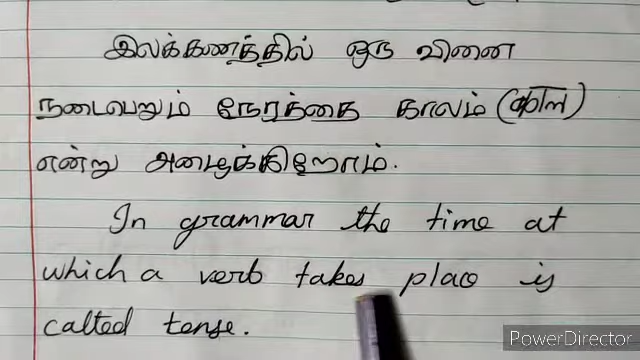 இலக்கணத்தில் ஒரு வினை
நடைபெறும் நேரத்தை காலம் (काल)
என்று அழைக்கிறோம்.
In grammar the time at
which a verb takes place is
called tense.
PowerDirector